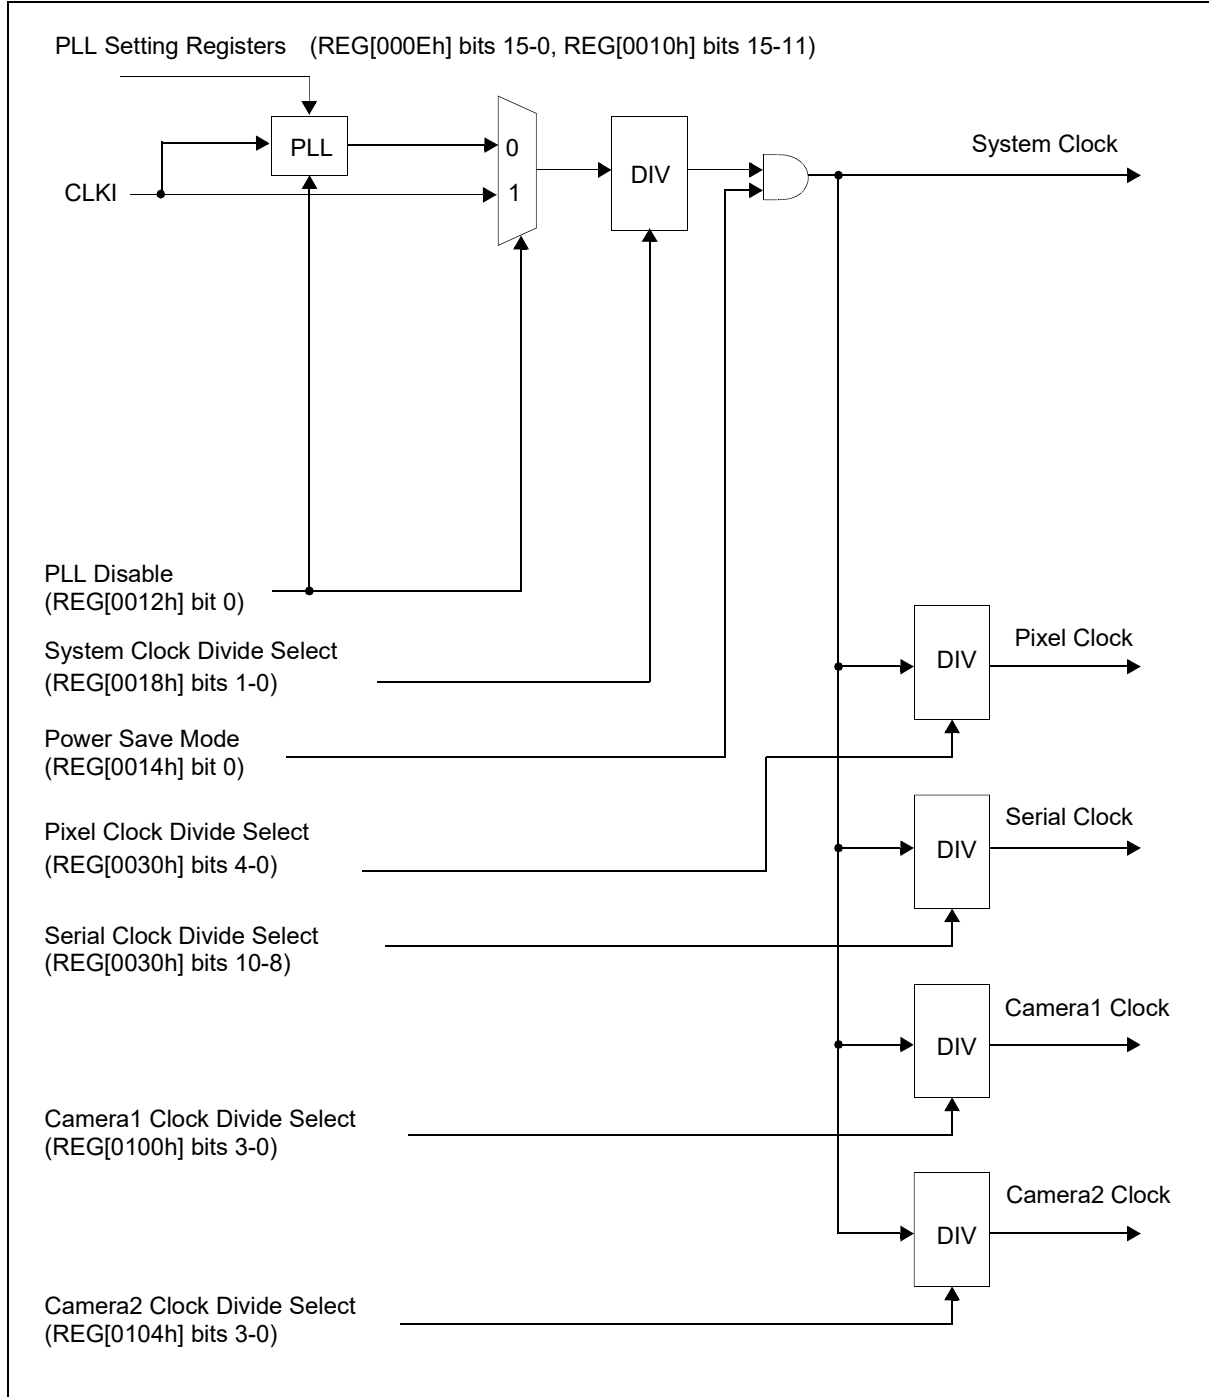 PLL Setting Registers (REG[000Eh] bits 15-0, REG[0010h] bits 15-11)
System Clock
PLL
0
DIV
CLKI
1
PLL Disable
(REG[0012h] bit 0)
Pixel Clock
System Clock Divide Select
DIV
(REG[0018h] bits 1-0)
Power Save Mode
(REG[0014h] bit 0)
Serial Clock
Pixel Clock Divide Select
DIV
(REG[0030h] bits 4-0)
Serial Clock Divide Select
(REG[0030h] bits 10-8)
Camera1 Clock
DIV
Camera1 Clock Divide Select
(REG[0100h] bits 3-0)
Camera2 Clock
DIV
Camera2 Clock Divide Select
(REG[0104h] bits 3-0)